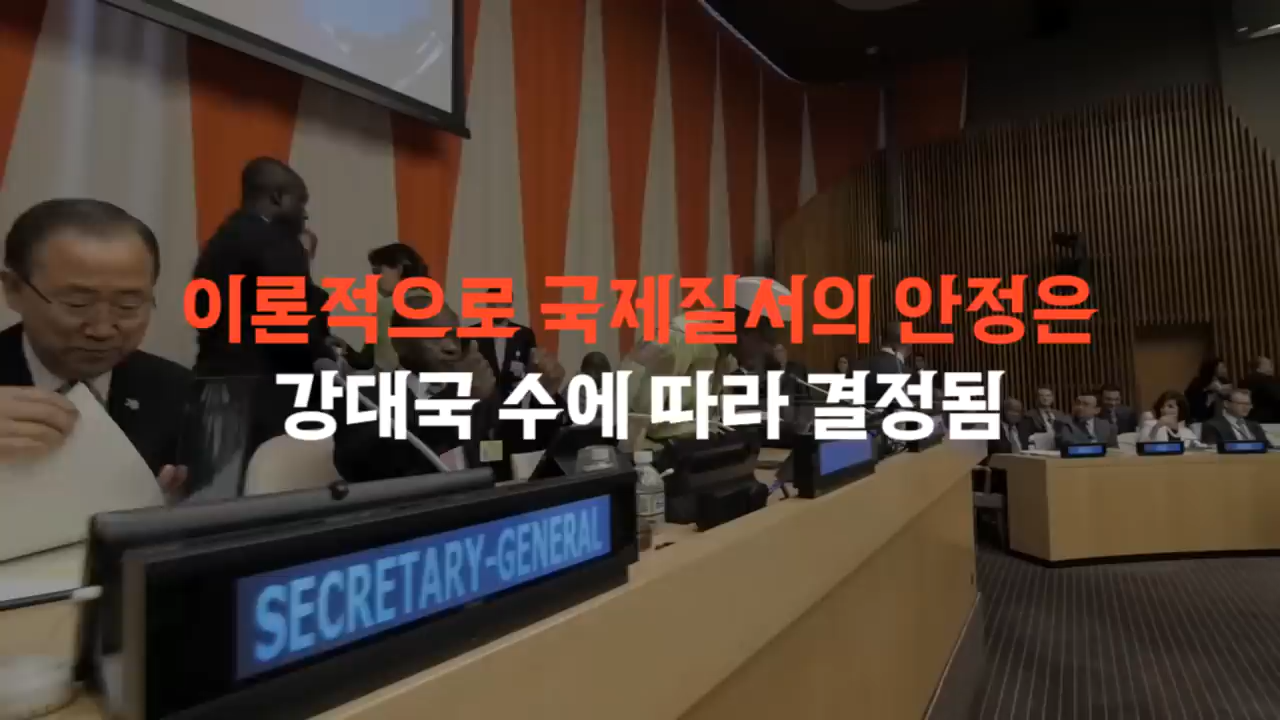 이론적으로 국제질서의 안정은
강대국 수에 따라 결정됨
SECRETARY-GENERAL